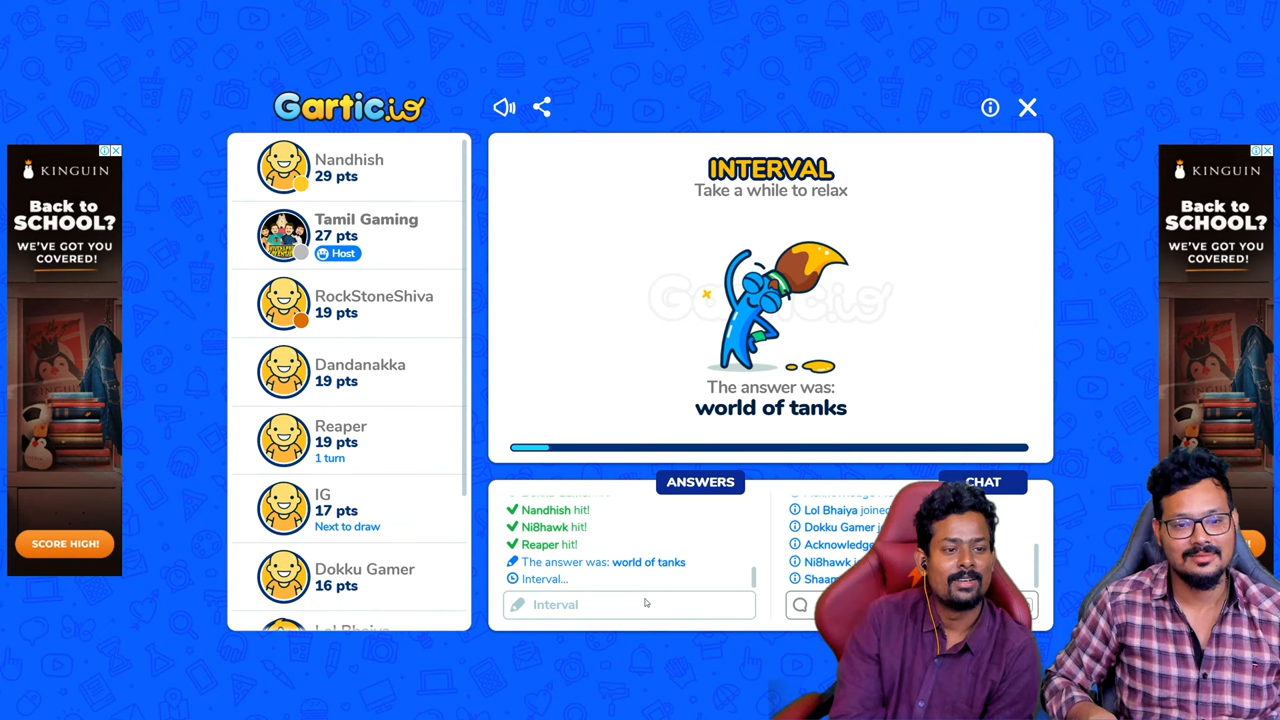 Gartic.io
KINGUIN
Back to
SCHOOL?
WE'VE GOT YOU
COVERED!
SCORE HIGH!
Nandhish
29 pts
Tamil Gaming
27 pts
Host
RockStoneShiva
19 pts
Dandanakka
19 pts
Reaper
19 pts
1 turn
IG
17 pts
Next to draw
Dokku Gamer
16 pts
Lol Bhaiya
INTERVAL
Take a while to relax
Gartic.io
The answer was:
world of tanks
ANSWERS
Nandhish hit!
Ni8hawk hit!
Reaper hit!
The answer was: world of tanks
Interval...
Interval
CHAT
Lol Bhaiya joined
Dokku Gamer
Acknowledge
Ni8hawk
KINGUIN
Back to
SCHOOL?
WE'VE GOT YOU
COVERED!